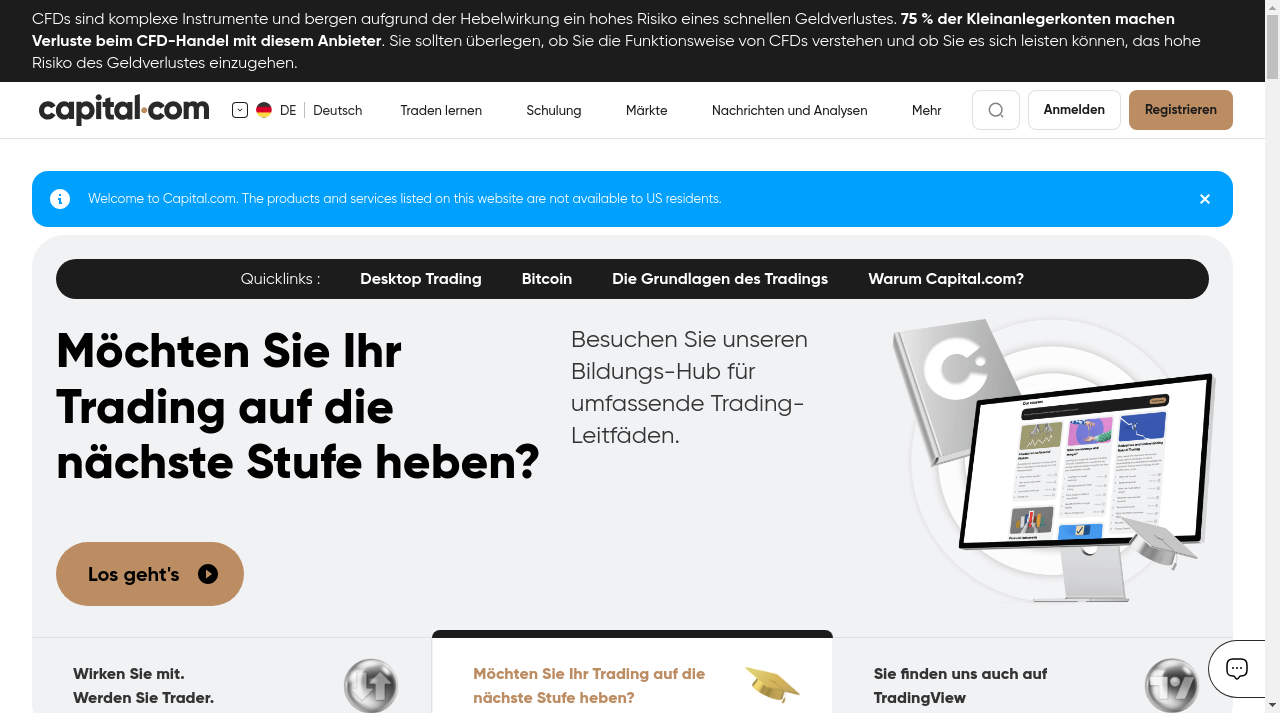 CFDs sind komplexe Instrumente und bergen aufgrund der Hebelwirkung ein hohes Risiko eines schnellen Geldverlustes. 75 % der Kleinanlegerkonten machen
Verluste beim CFD-Handel mit diesem Anbieter. Sie sollten überlegen, ob Sie die Funktionsweise von CFDs verstehen und ob Sie es sich leisten können, das hohe
Risiko des Geldverlustes einzugehen.
capital.com DE Deutsch Traden lernen Schulung Märkte Nachrichten und Analysen Mehr Anmelden Registrieren
Welcome to Capital.com. The products and services listed on this website are not available to US residents.
Quicklinks : Desktop Trading Bitcoin Die Grundlagen des Tradings Warum Capital.com?
Möchten Sie Ihr
Trading auf die
nächste Stufe heben?
Besuchen Sie unseren
Bildungs-Hub für
umfassende Trading-
Leitfäden.
Los geht's
Wirken Sie mit.
Werden Sie Trader.
Möchten Sie Ihr Trading auf die
nächste Stufe heben?
Sie finden uns auch auf
TradingView